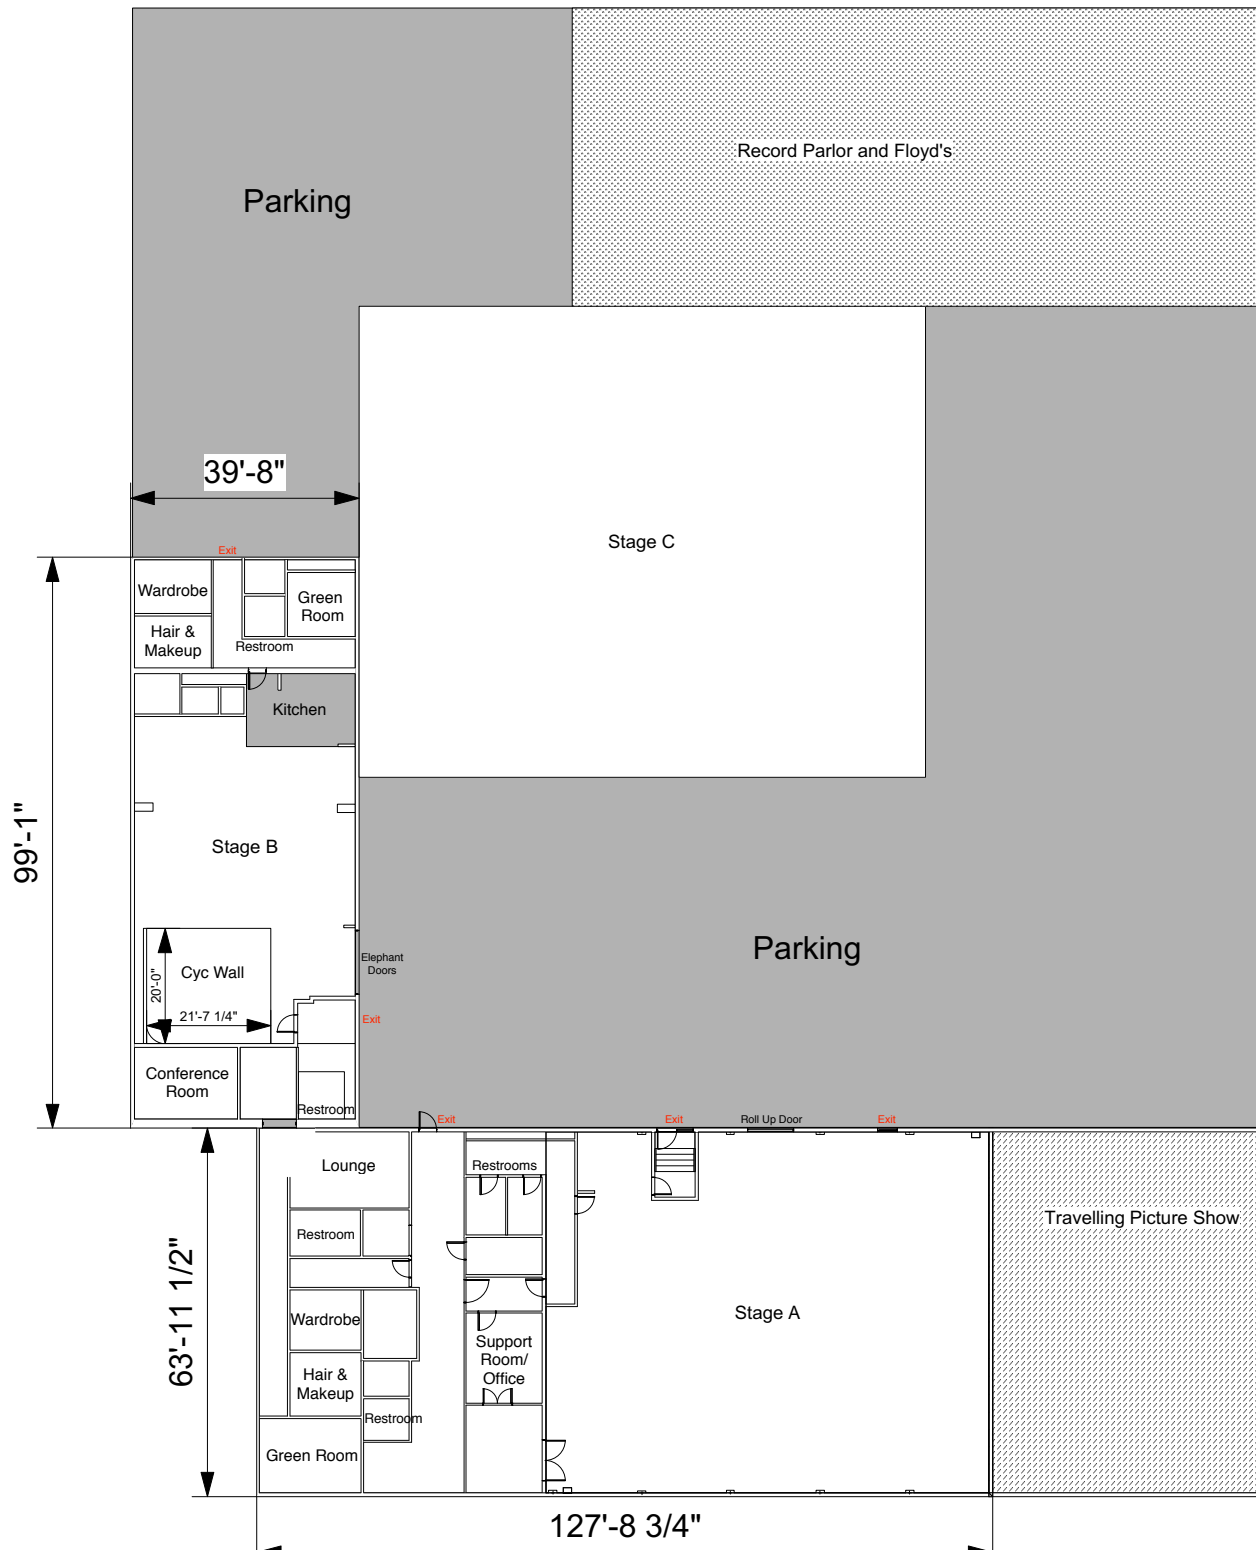 Record Parlor and Floyd's
Parking
39'-8"
Exit
Wardrobe
Green
Room
Hair &
Makeup
Restroom
Kitchen
Stage C
99'-1"
Stage B
Parking
Elephant
Doors
Cyc Wall
20'-0"
21'-7 1/4"
Exit
Conference
Room
Restroom
Exit
Exit
Roll Up Door
Exit
Lounge
Restrooms
Restroom
Travelling Picture Show
63'-11 1/2"
Wardrobe
Stage A
Support
Room/
Office
Hair &
Makeup
Restroom
Green Room
127'-8 3/4"